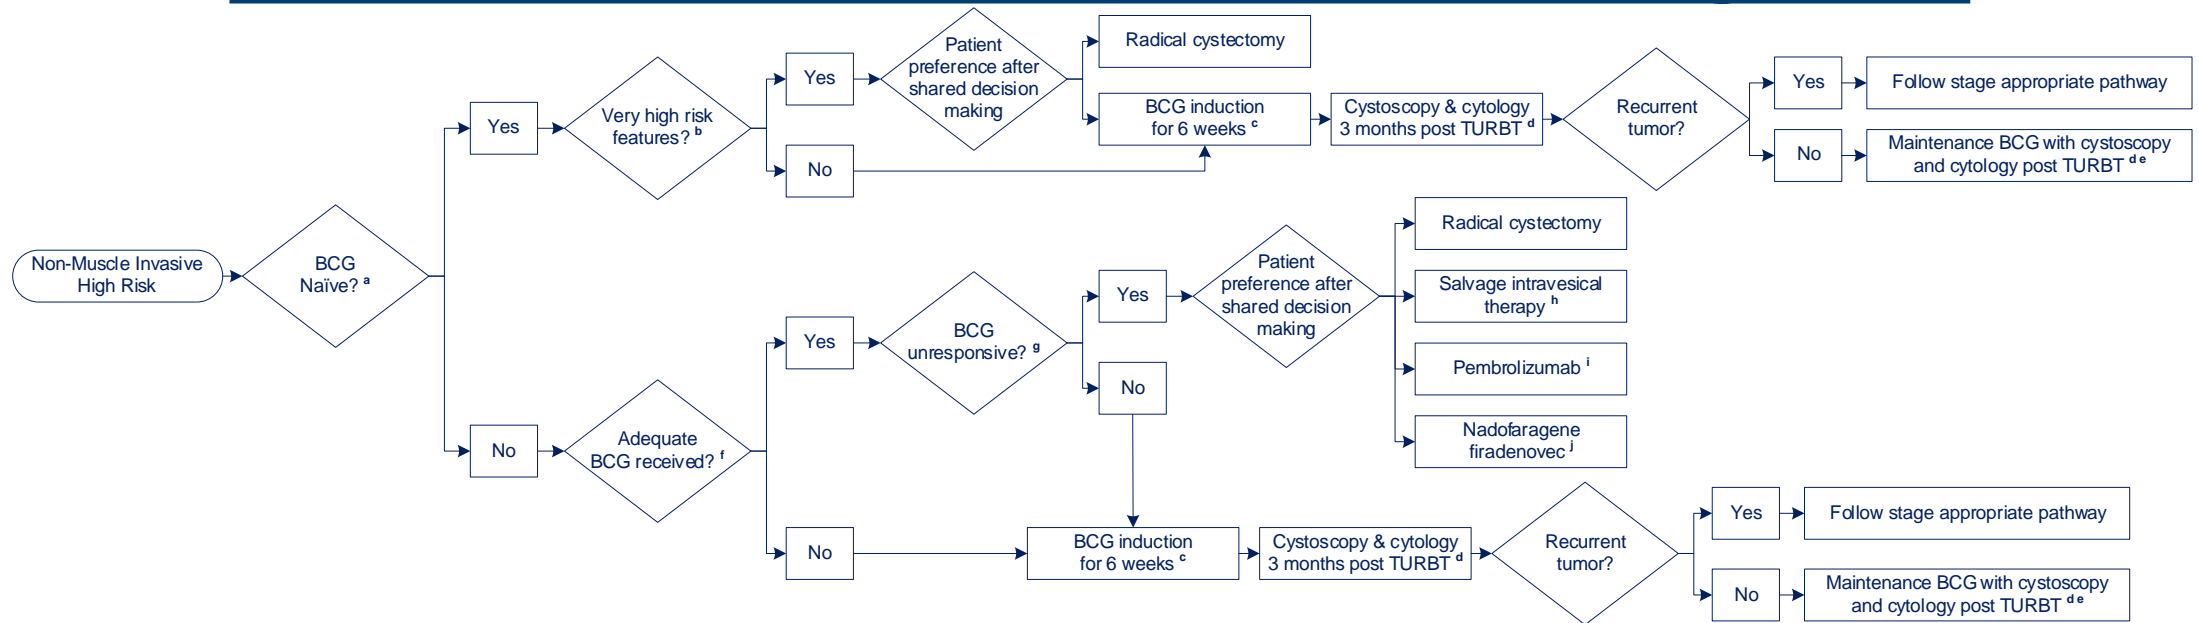 Non-Muscle Invasive
High Risk
BCG
Naïve? a
Yes
Very high risk
features? b
Yes
Patient
preference after
shared decision
making
Radical cystectomy
BCG induction
for 6 weeks c
Cystoscopy & cytology
3 months post TURBT d
Recurrent
tumor?
Yes
Follow stage appropriate pathway
No
Maintenance BCG with cystoscopy
and cytology post TURBT d e
No
No
Adequate
BCG received? f
Yes
BCG
unresponsive? g
Yes
Patient
preference after
shared decision
making
Radical cystectomy
Salvage intravesical
therapy h
Pembrolizumab i
Nadofaragene
firadenovec j
No
No
BCG induction
for 6 weeks c
Cystoscopy & cytology
3 months post TURBT d
Recurrent
tumor?
Yes
Follow stage appropriate pathway
No
Maintenance BCG with cystoscopy
and cytology post TURBT d e